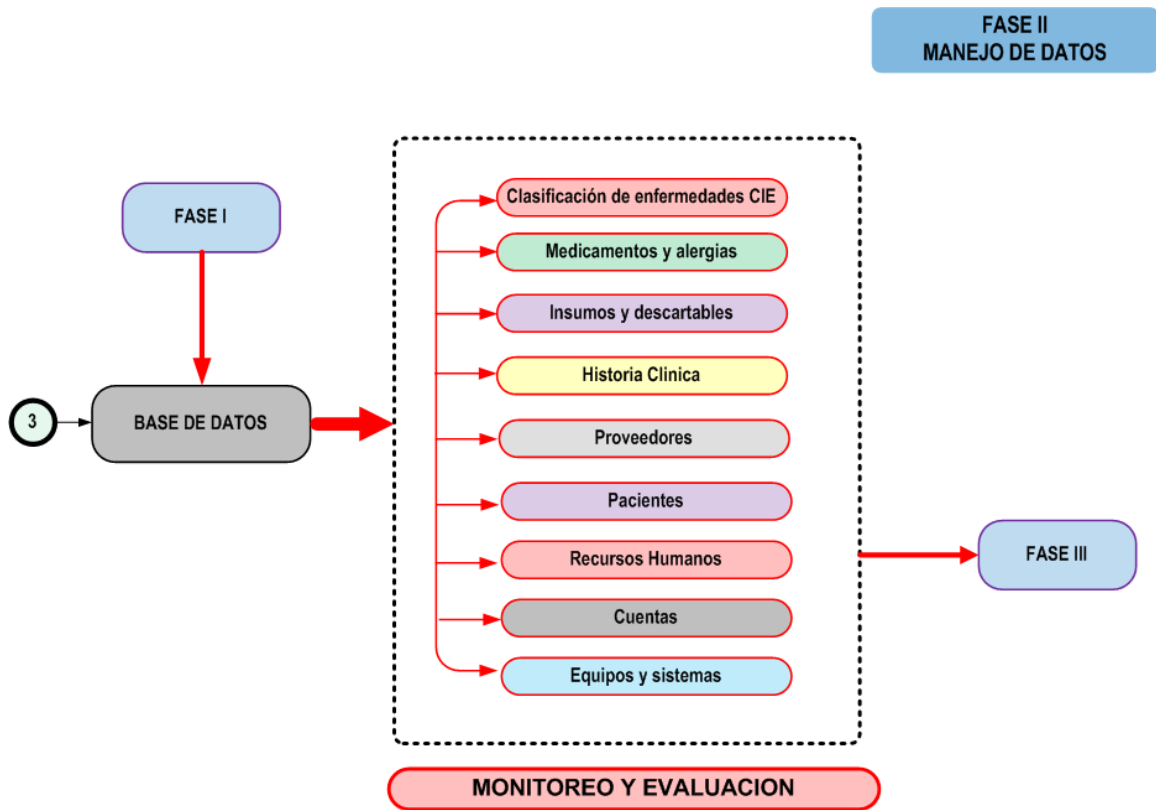 FASE II
MANEJO DE DATOS
Clasificación de enfermedades CIE
FASE I
Medicamentos y alergias
Insumos y descartables
Historia Clinica
3
BASE DE DATOS
Proveedores
Pacientes
Recursos Humanos
FASE III
Cuentas
Equipos y sistemas
MONITOREO Y EVALUACION